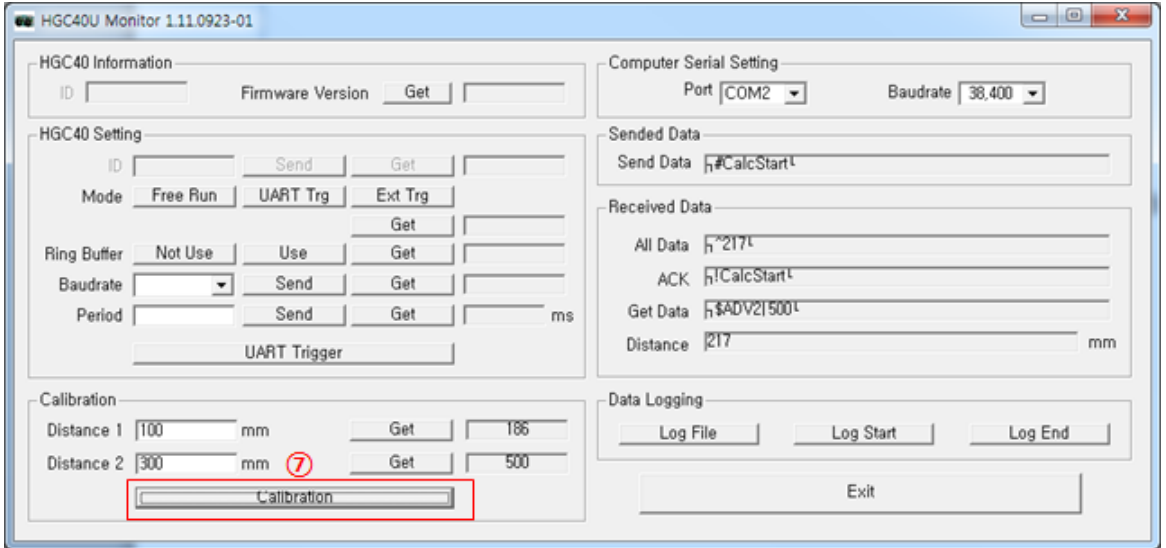 HGC40U Monitor 1.11.0923-01
HGC40 Information
ID Firmware Version Get
HGC40 Setting
ID Send Get
Mode Free Run UART Trg Ext Trg
Get
Ring Buffer Not Use Use Get
Baudrate Send Get
Period Send Get ms
UART Trigger
Calibration
Distance 1 100 mm Get 186
Distance 2 300 mm ⑦ Get 500
Calibration
Computer Serial Setting
Port COM2 Baudrate 38,400
Sended Data
Send Data ┐#CalcStart└
Received Data
All Data ┐^217└
ACK ┐!CalcStart└
Get Data ┐$ADV2|500└
Distance 217 mm
Data Logging
Log File Log Start Log End
Exit